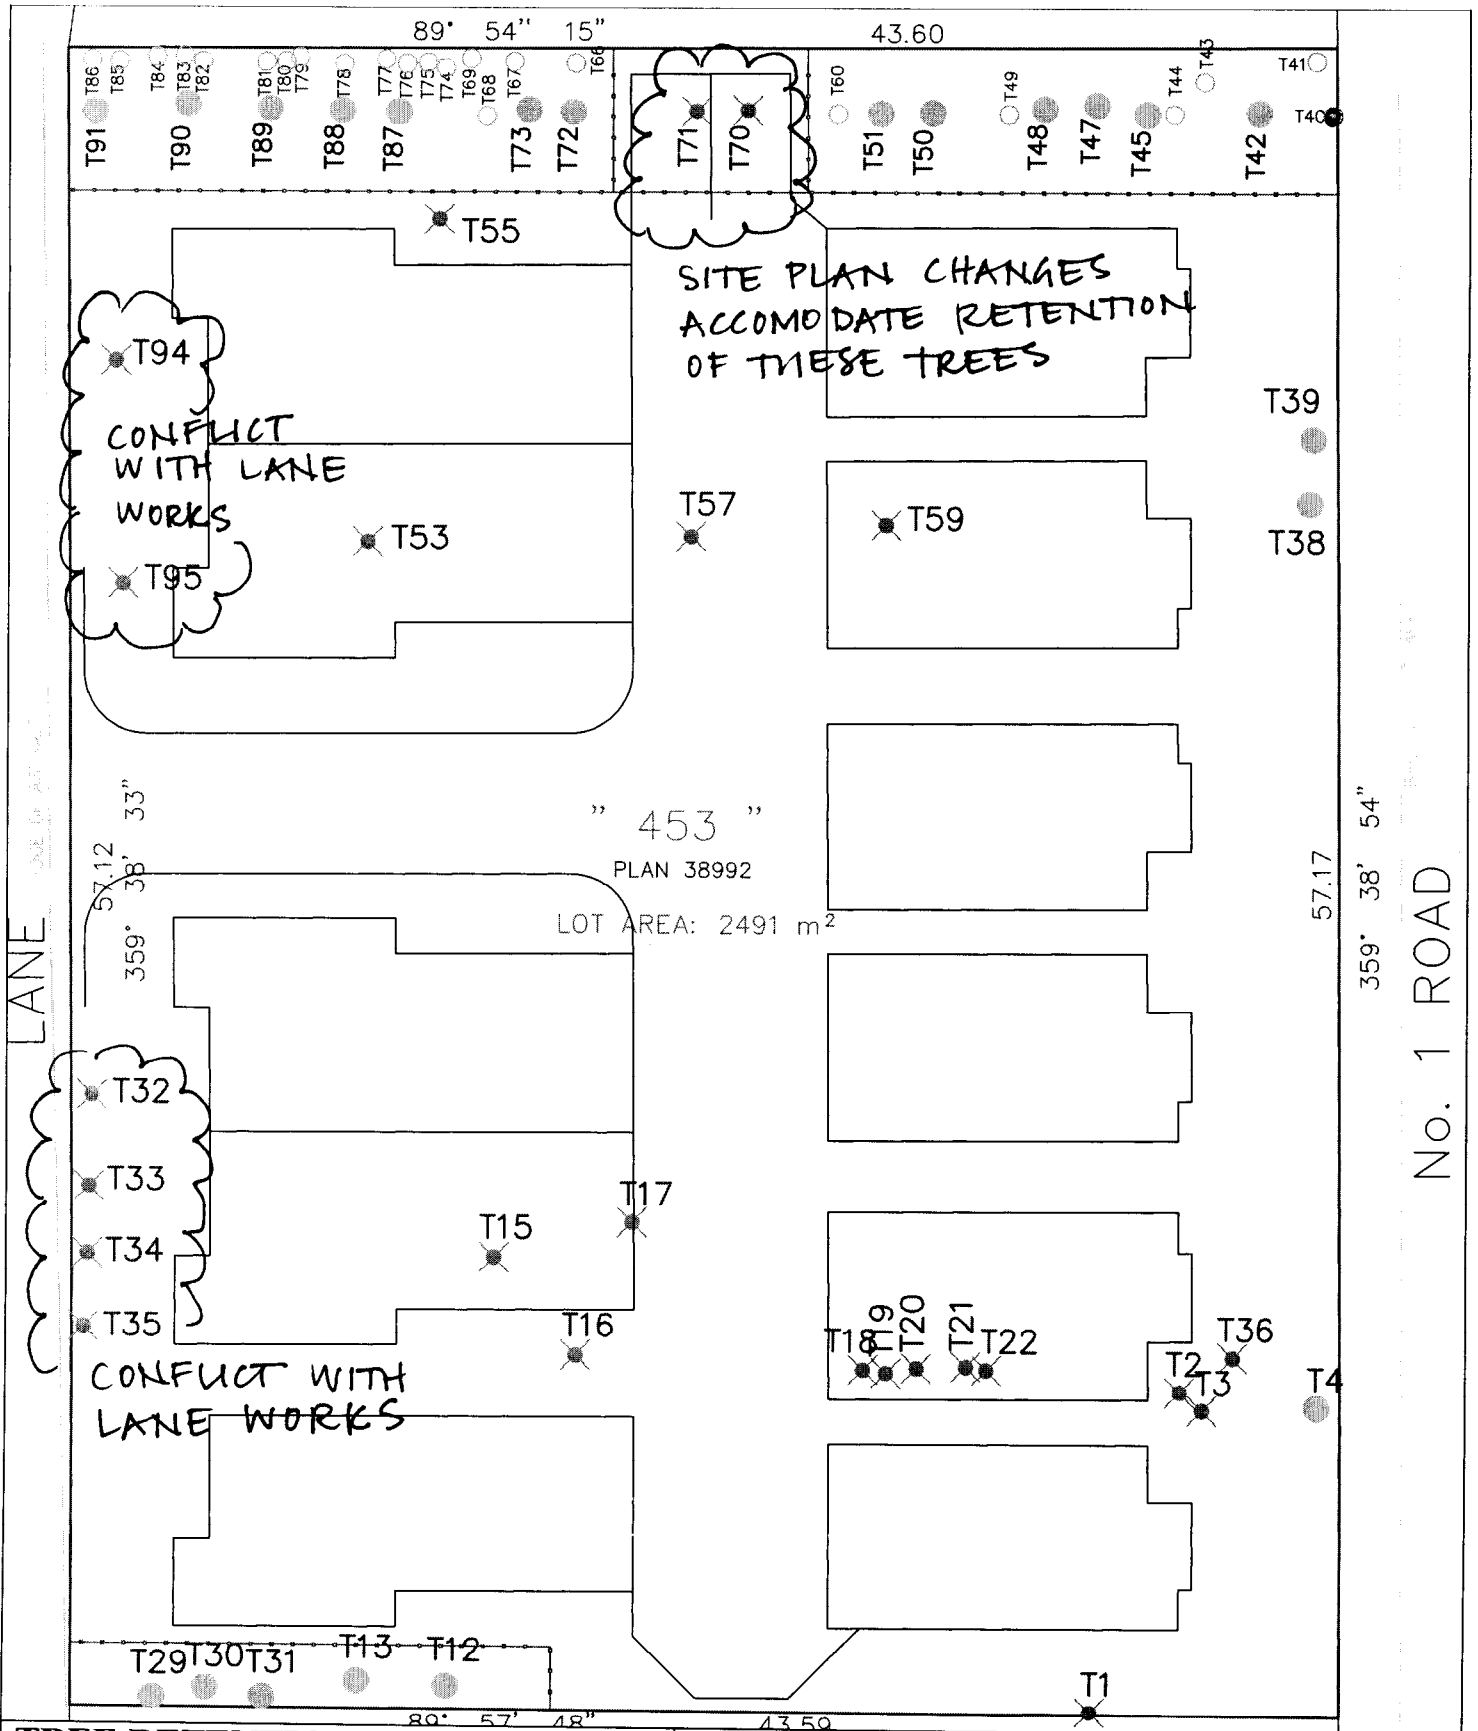 89° 54" 15" 43.60
T86 T85 T84 T83 T82 T81 T80 T79 T78 T77 T76 T75 T74 T69 T68 T67 T66 T60 T49 T44 T43 T41
T40
T91 T90 T89 T88 T87 T73 T72 T71 T70 T51 T50 T48 T47 T45 T42
T55
SITE PLAN CHANGES
ACCOMODATE RETENTION
OF THESE TREES
T94
T39
CONFLICT
WITH LANE
WORKS
T57
T53
T59
T38
T95
" 453 "
PLAN 38992
LOT AREA: 2491 m²
57.12
359° 38' 33"
LANE
57.17
359° 38' 54"
No. 1 ROAD
T32
T33
T34
T35
T17
T15
T16
T18 T19 T20 T21 T22
T36
T2
T3
T4
CONFLICT WITH
LANE WORKS
T29 T30 T31 T13 T12
T1
89° 57' 48" 43.59